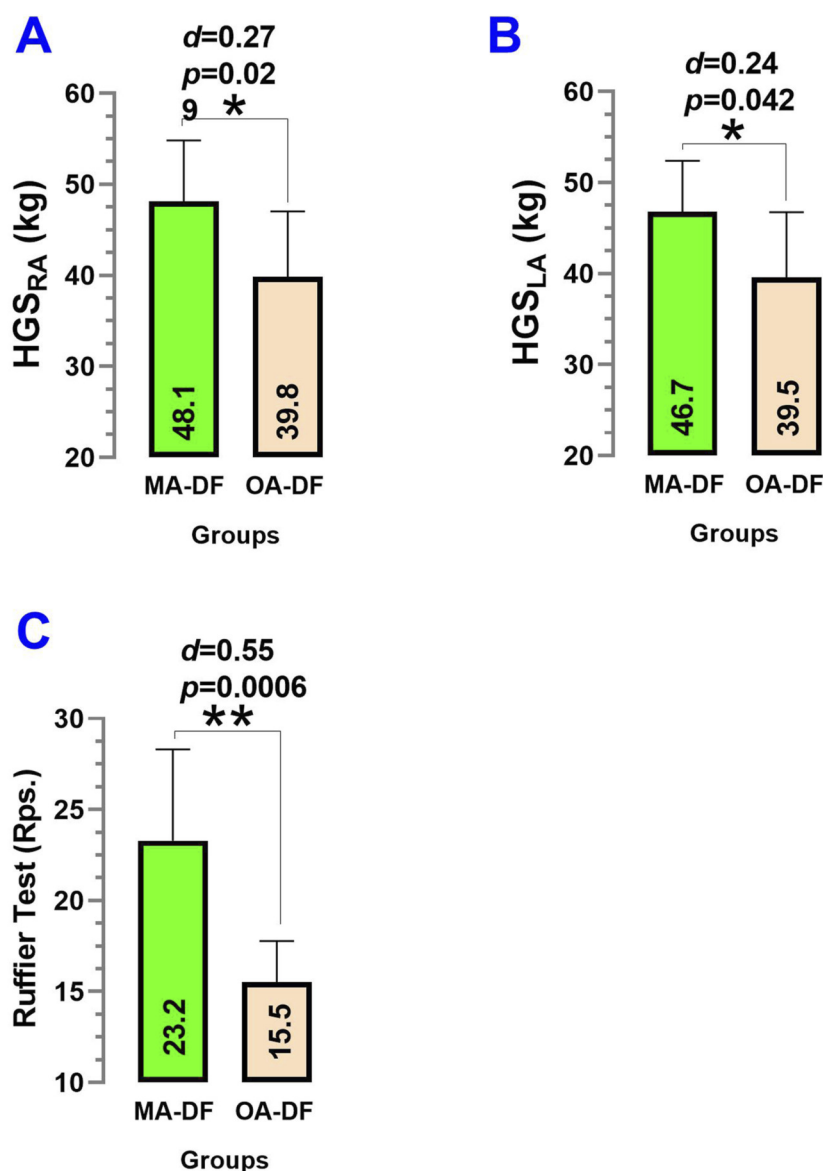 A
d=0.27
p=0.02
9 *
60
50
40
30
20
HGSRA (kg)
48.1
39.8
MA-DF OA-DF
Groups
B
d=0.24
p=0.042
*
60
50
40
30
20
HGSLA (kg)
46.7
39.5
MA-DF OA-DF
Groups
C
d=0.55
p=0.0006
**
30
25
20
15
10
Ruffier Test (Rps.)
23.2
15.5
MA-DF OA-DF
Groups